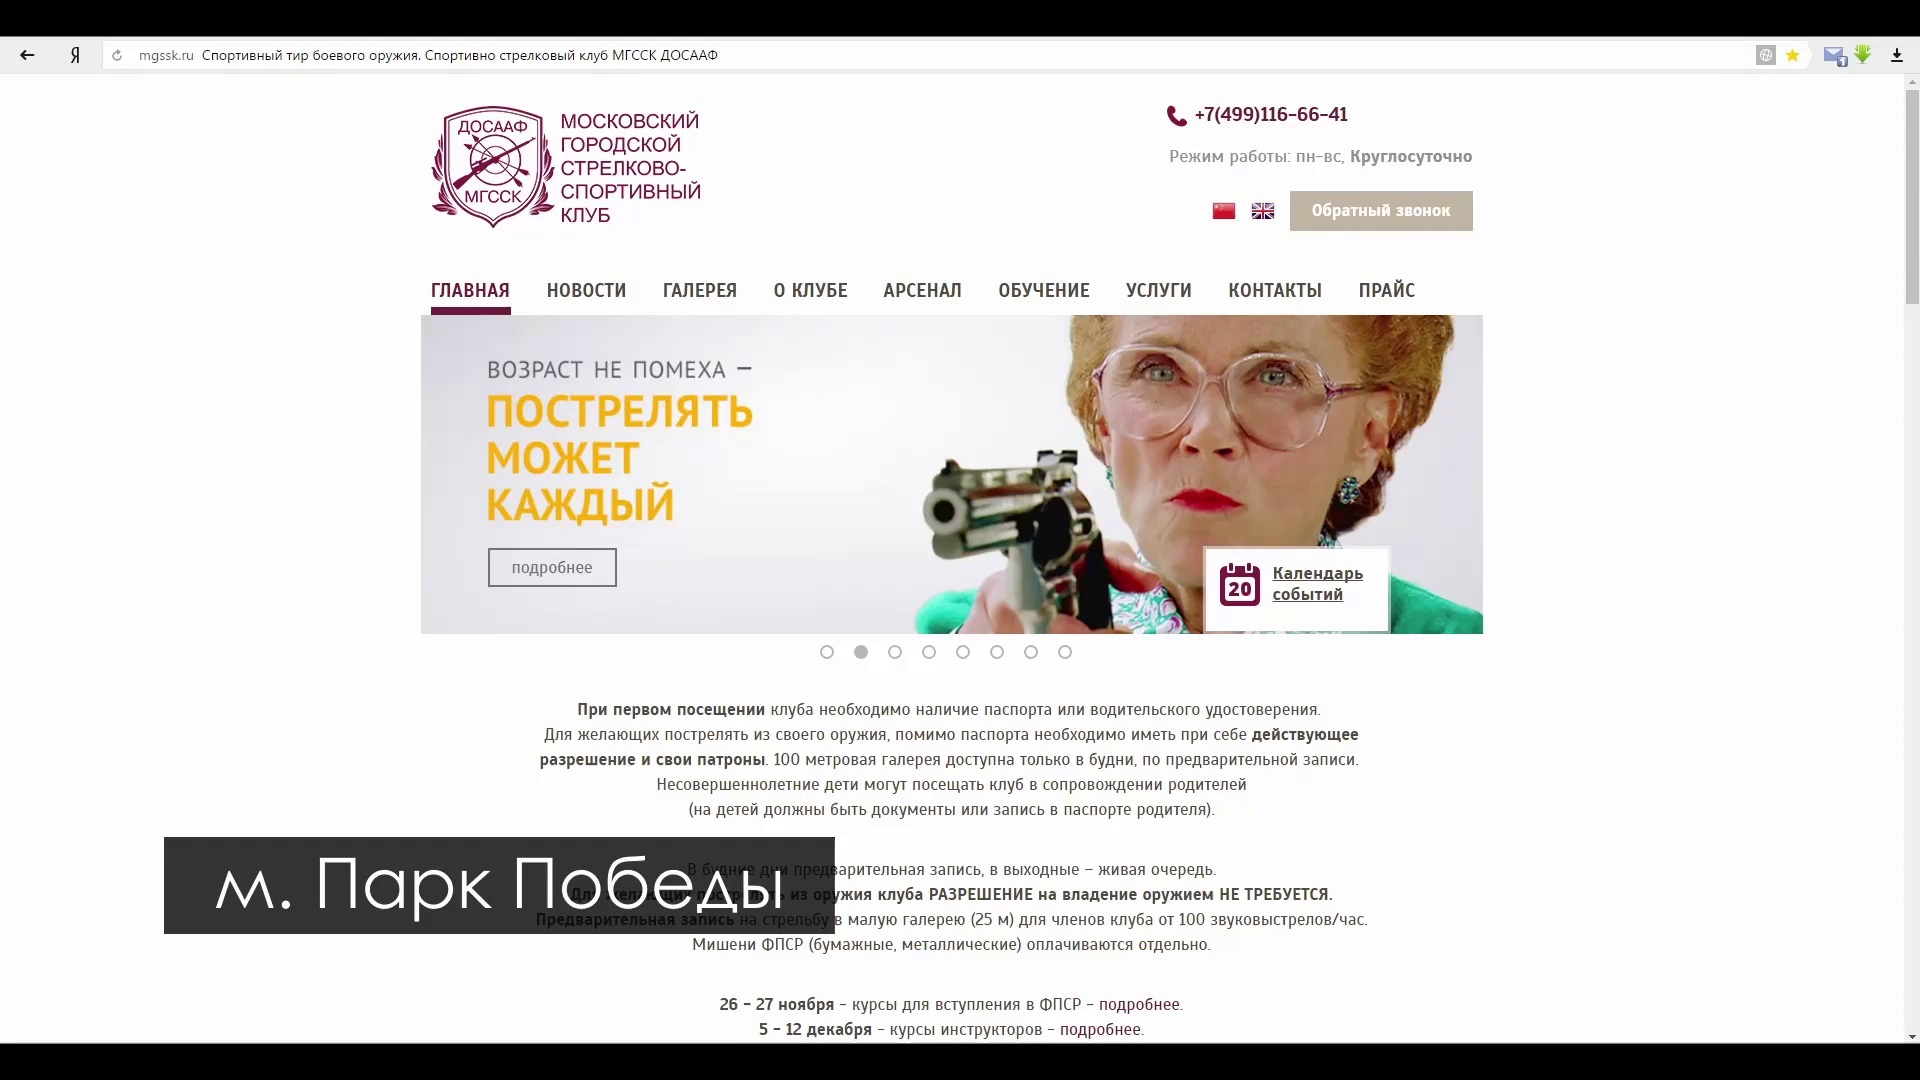 Я
mgssk.ru Спортивный тир боевого оружия. Спортивно стрелковый клуб МГССК ДОСААФ
1
ДОСААФ
МГССК
МОСКОВСКИЙ
ГОРОДСКОЙ
СТРЕЛКОВО-
СПОРТИВНЫЙ
КЛУБ
+7(499)116-66-41
Режим работы: пн-вс, Круглосуточно
Обратный звонок
ГЛАВНАЯ НОВОСТИ ГАЛЕРЕЯ О КЛУБЕ АРСЕНАЛ ОБУЧЕНИЕ УСЛУГИ КОНТАКТЫ ПРАЙС
ВОЗРАСТ НЕ ПОМЕХА –
ПОСТРЕЛЯТЬ
МОЖЕТ
КАЖДЫЙ
подробнее
20
Календарь
событий
При первом посещении клуба необходимо наличие паспорта или водительского удостоверения.
Для желающих пострелять из своего оружия, помимо паспорта необходимо иметь при себе действующее
разрешение и свои патроны. 100 метровая галерея доступна только в будни, по предварительной записи.
Несовершеннолетние дети могут посещать клуб в сопровождении родителей
(на детей должны быть документы или запись в паспорте родителя).
В будние дни предварительная запись, в выходные – живая очередь.
Для желающих пострелять из оружия клуба РАЗРЕШЕНИЕ на владение оружием НЕ ТРЕБУЕТСЯ.
Предварительная запись на стрельбу в малую галерею (25 м) для членов клуба от 100 звуковыстрелов/час.
Мишени ФПСР (бумажные, металлические) оплачиваются отдельно.
м. Парк Победы
26 - 27 ноября - курсы для вступления в ФПСР - подробнее.
5 - 12 декабря - курсы инструкторов - подробнее.